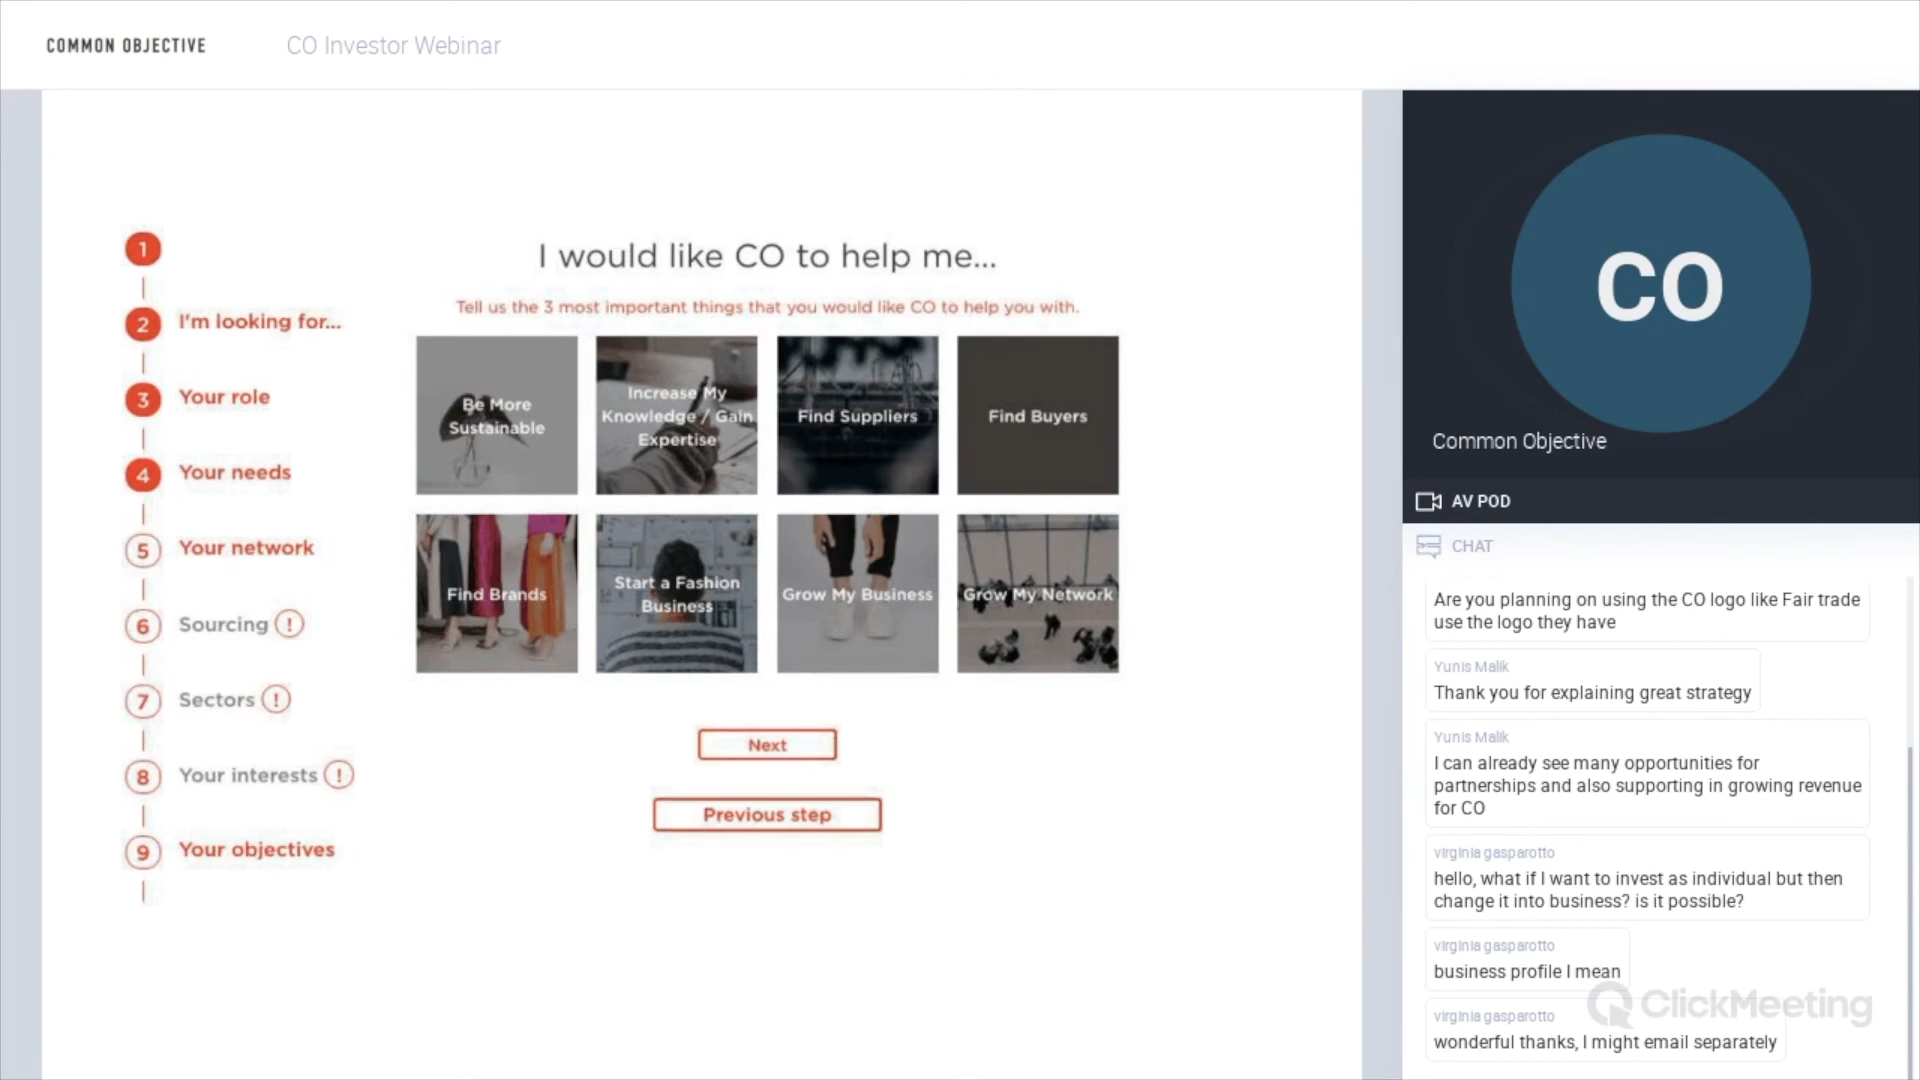 COMMON OBJECTIVE
CO Investor Webinar
1
2
I'm looking for...
3
Your role
4
Your needs
5
Your network
6
Sourcing !
7
Sectors !
8
Your interests !
9
Your objectives
I would like CO to help me...
Tell us the 3 most important things that you would like CO to help you with.
Be More
Sustainable
Increase My
Knowledge / Gain
Expertise
Find Suppliers
Find Buyers
Find Brands
Start a Fashion
Business
Grow My Business
Grow My Network
Next
Previous step
CO
Common Objective
AV POD
CHAT
Are you planning on using the CO logo like Fair trade
use the logo they have
Yunis Malik
Thank you for explaining great strategy
Yunis Malik
I can already see many opportunities for
partnerships and also supporting in growing revenue
for CO
virginia gasparotto
hello, what if I want to invest as individual but then
change it into business? is it possible?
virginia gasparotto
business profile I mean
virginia gasparotto
wonderful thanks, I might email separately
ClickMeeting